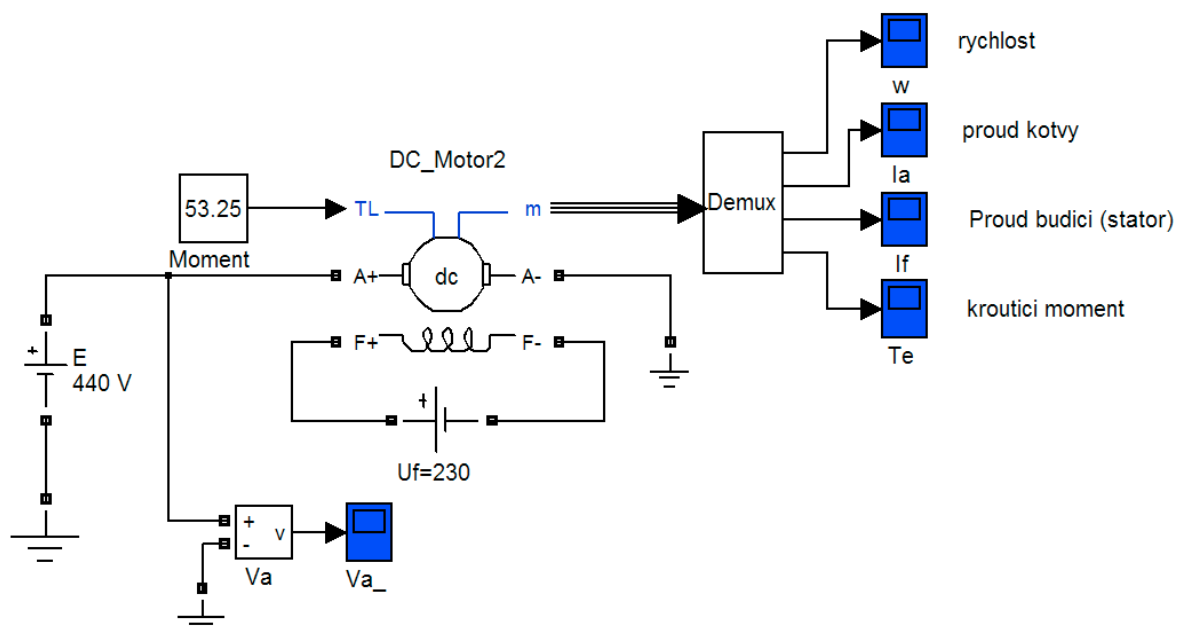 rychlost
w
proud kotvy
Ia
DC_Motor2
53.25
TL
m
Demux
Proud budici (stator)
If
Moment
A+
dc
A-
kroutici moment
Te
F+
F-
+
E
440 V
+
Uf=230
+
-
v
Va
Va_